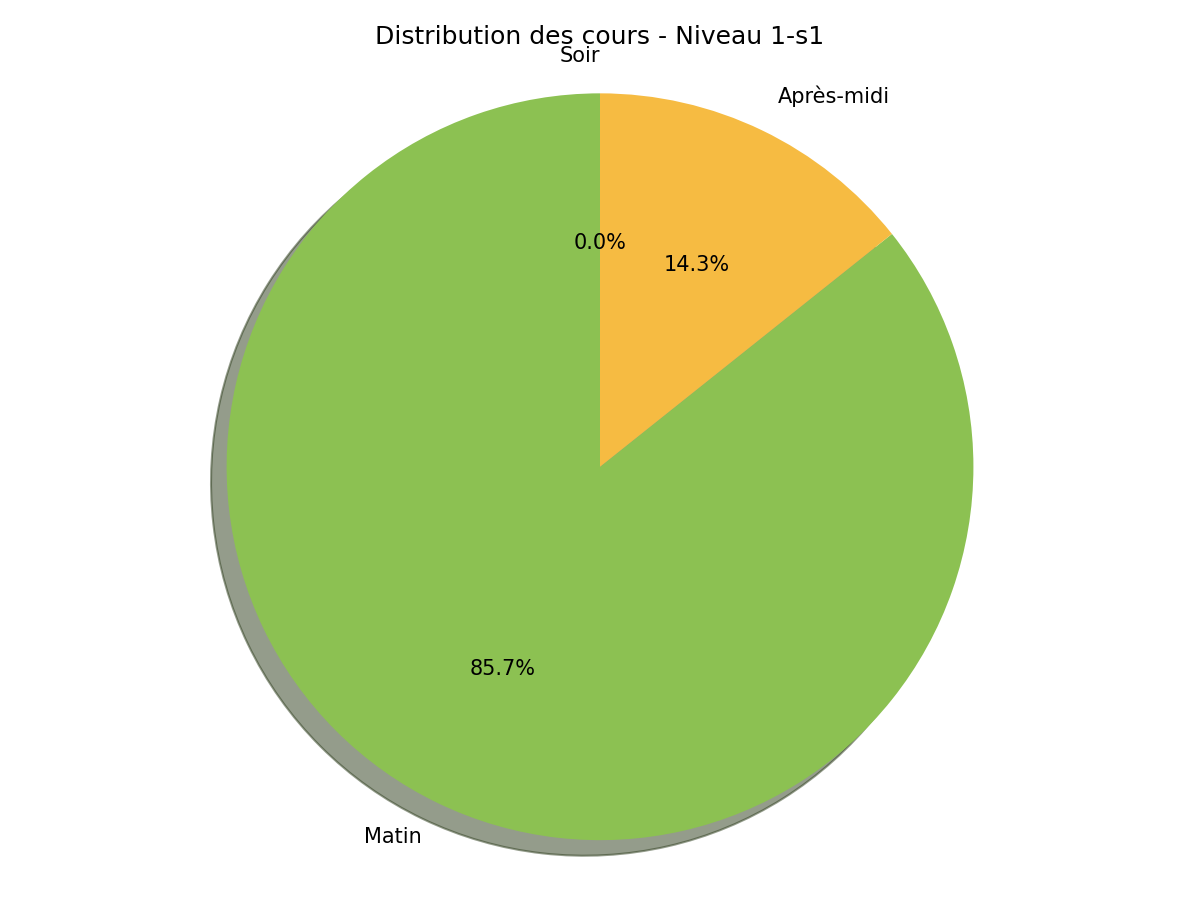 Distribution des cours - Niveau 1-s1
Soir
Après-midi
0.0%
14.3%
85.7%
Matin